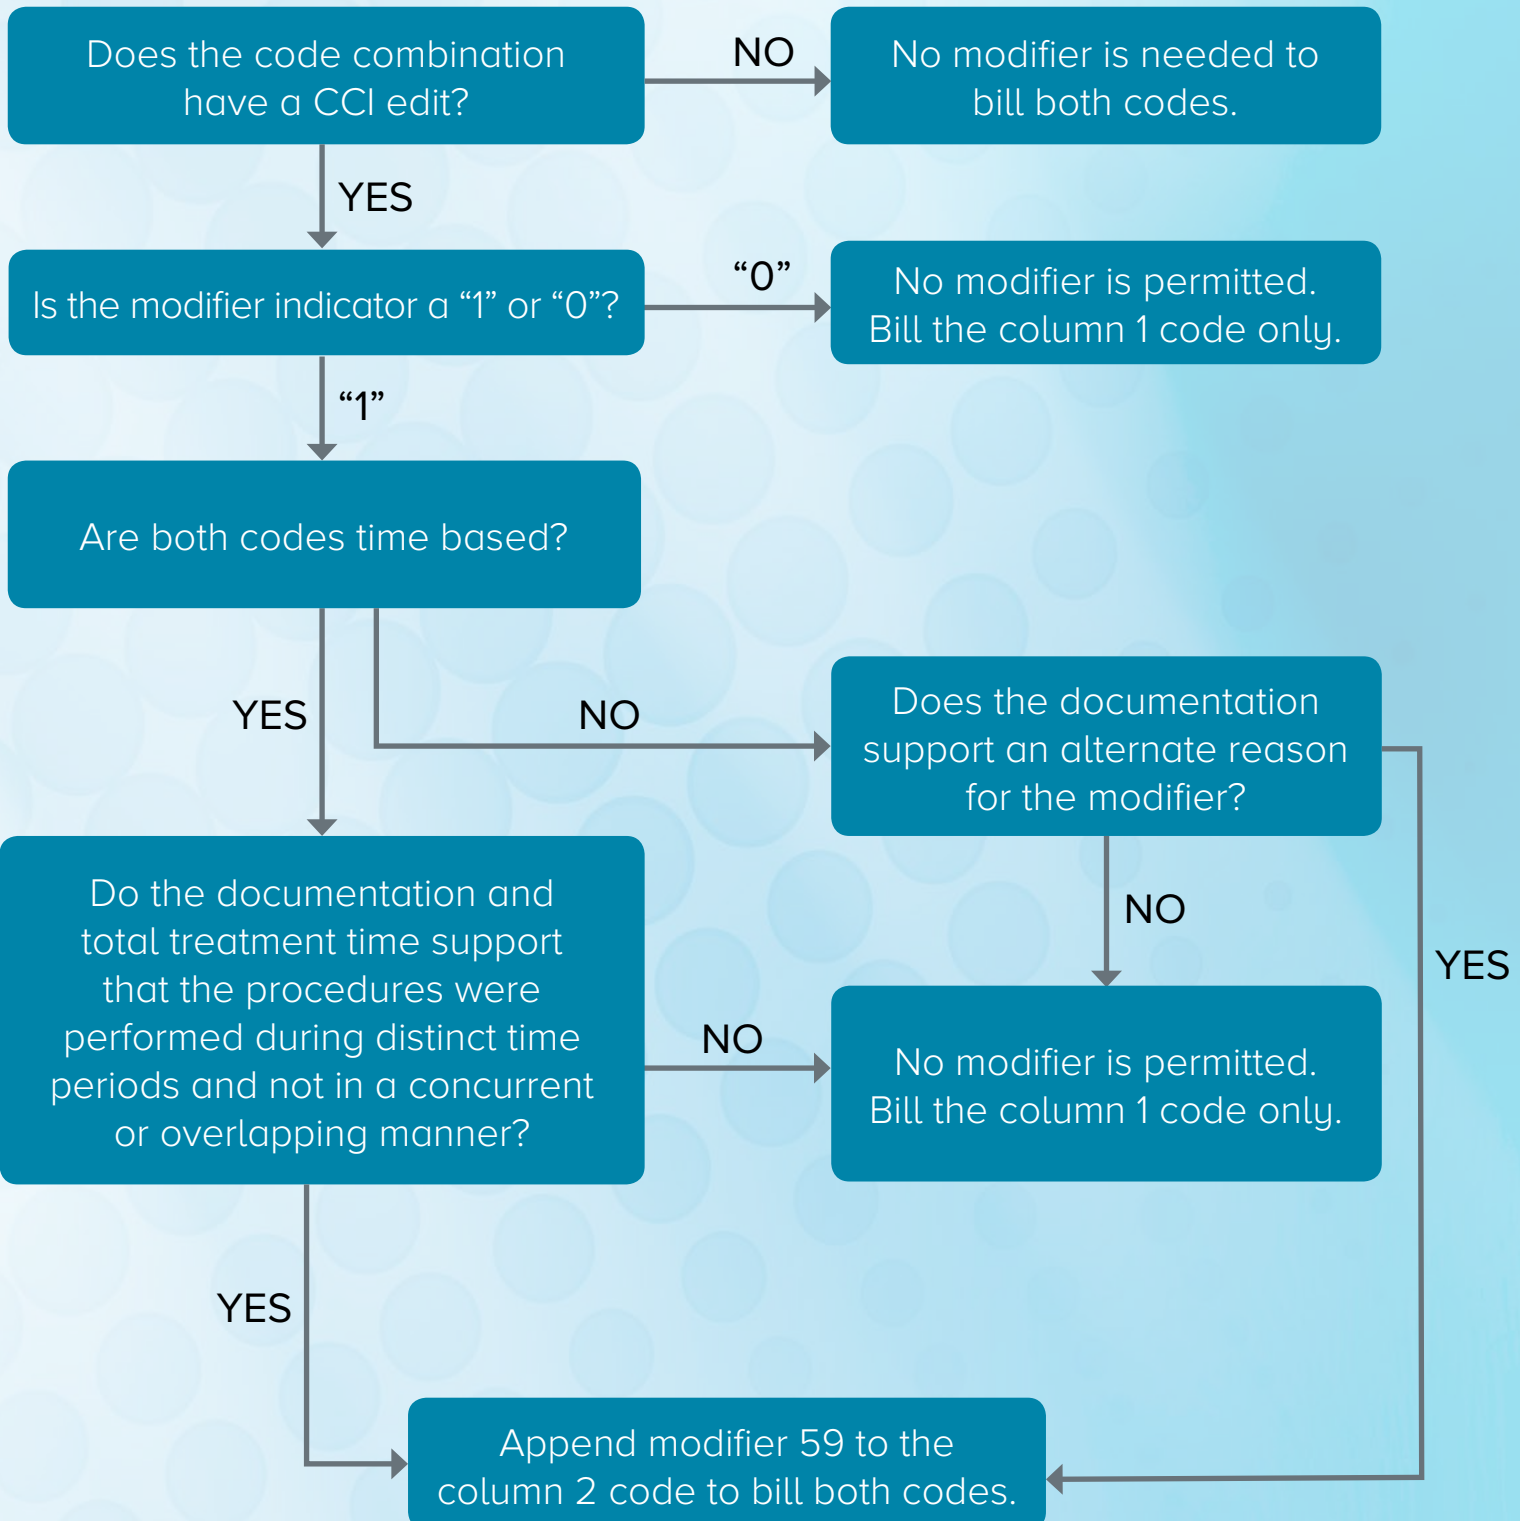 Does the code combination
have a CCI edit?
NO
No modifier is needed to
bill both codes.
YES
Is the modifier indicator a “1” or “0”?
“0”
No modifier is permitted.
Bill the column 1 code only.
“1”
Are both codes time based?
YES
NO
Does the documentation
support an alternate reason
for the modifier?
NO
YES
Do the documentation and
total treatment time support
that the procedures were
performed during distinct time
periods and not in a concurrent
or overlapping manner?
NO
No modifier is permitted.
Bill the column 1 code only.
YES
Append modifier 59 to the
column 2 code to bill both codes.